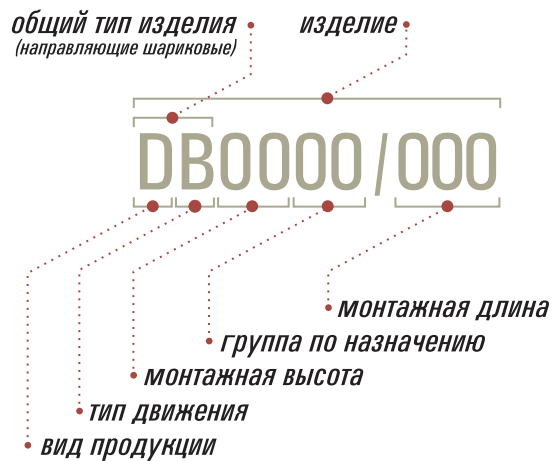 общий тип изделия
(направляющие шариковые)
изделие
DB0000/000
монтажная длина
группа по назначению
монтажная высота
тип движения
вид продукции